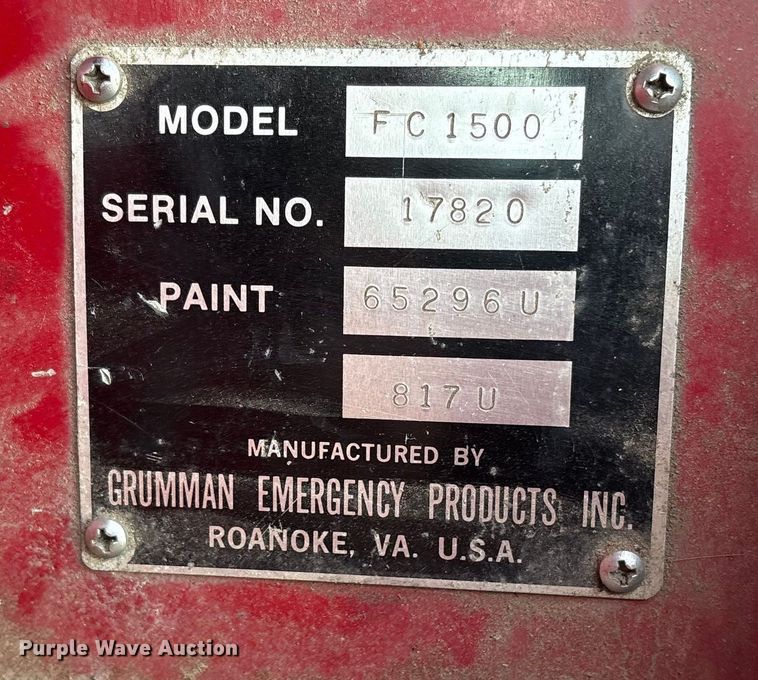 MODEL FC1500
SERIAL NO. 17820
PAINT 65296U
817U
MANUFACTURED BY
GRUMMAN EMERGENCY PRODUCTS INC.
ROANOKE, VA. U.S.A.
Purple Wave Auction